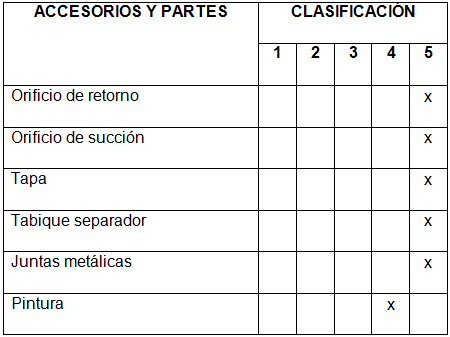 ACCESORIOS Y PARTES CLASIFICACIÓN
1 2 3 4 5
Orificio de retorno x
Orificio de succión x
Tapa x
Tabique separador x
Juntas metálicas x
Pintura x